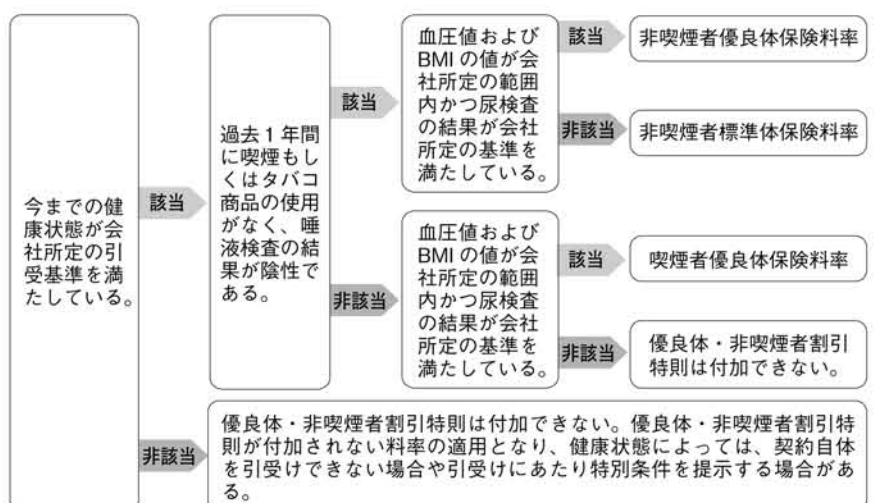 今までの健
康状態が会
社所定の引
受基準を満
たしている。
該当
過去1年間
に喫煙もし
くはタバコ
商品の使用
がなく、唾
液検査の結
果が陰性で
ある。
該当
血圧値および
BMIの値が会
社所定の範囲
内かつ尿検査
の結果が会社
所定の基準を
満たしている。
該当
非喫煙者優良体保険料率
非該当
非喫煙者標準体保険料率
非該当
血圧値および
BMIの値が会
社所定の範囲
内かつ尿検査
の結果が会社
所定の基準を
満たしている。
該当
喫煙者優良体保険料率
非該当
優良体・非喫煙者割引
特則は付加できない。
非該当
優良体・非喫煙者割引特則は付加できない。優良体・非喫煙者割引特
則が付加されない料率の適用となり、健康状態によっては、契約自体
を引受けできない場合や引受けにあたり特別条件を提示する場合があ
る。